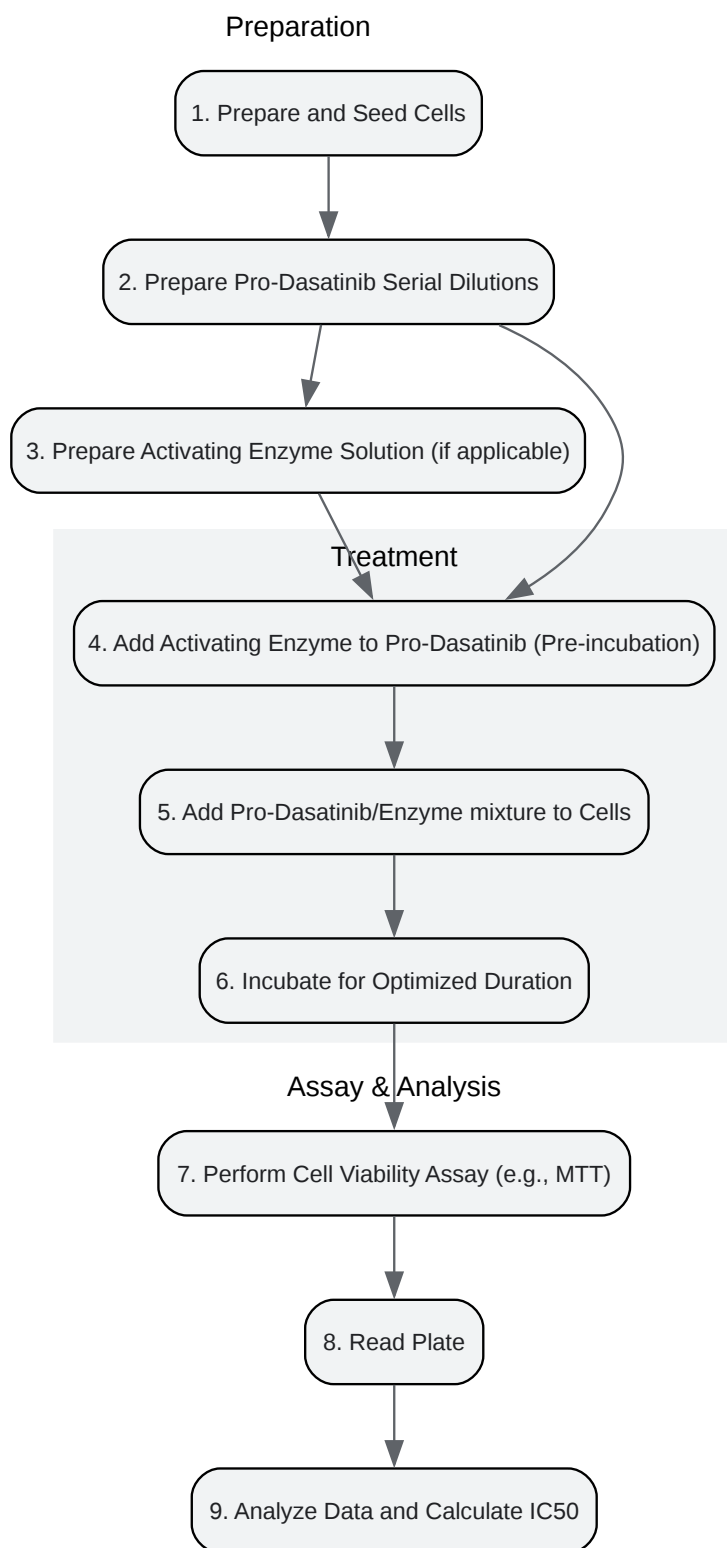 Preparation
1. Prepare and Seed Cells
2. Prepare Pro-Dasatinib Serial Dilutions
3. Prepare Activating Enzyme Solution (if applicable)
Treatment
4. Add Activating Enzyme to Pro-Dasatinib (Pre-incubation)
5. Add Pro-Dasatinib/Enzyme mixture to Cells
6. Incubate for Optimized Duration
Assay & Analysis
7. Perform Cell Viability Assay (e.g., MTT)
8. Read Plate
9. Analyze Data and Calculate IC50